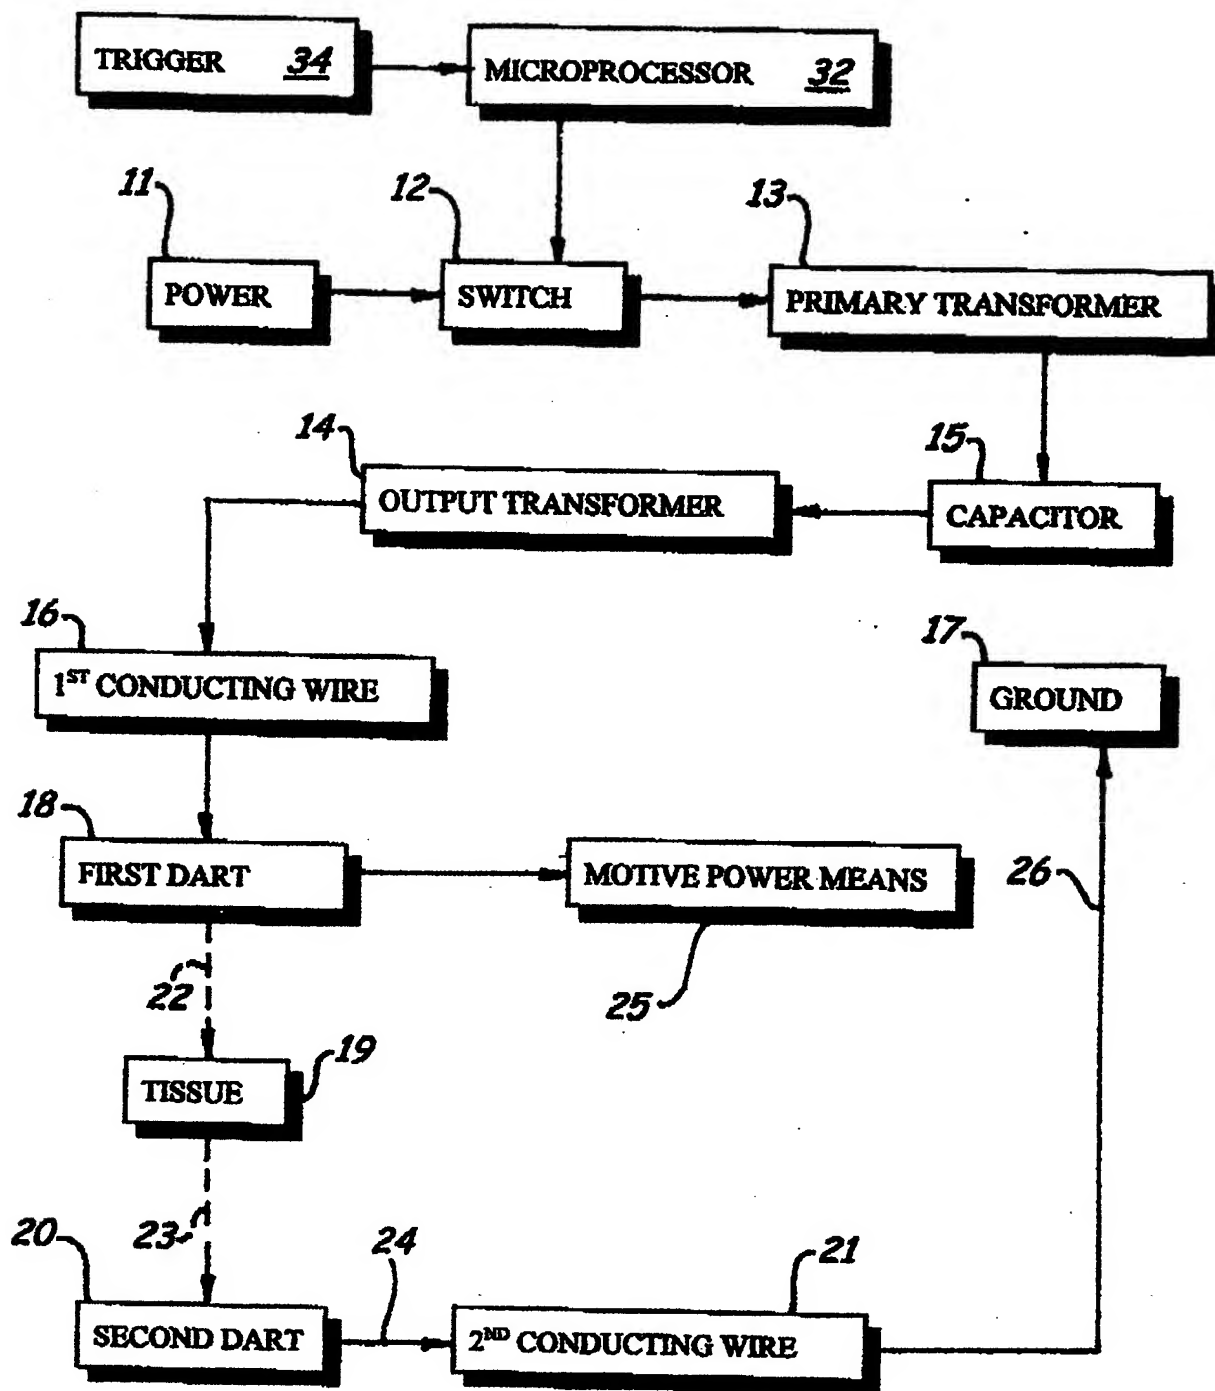 TRIGGER 34
MICROPROCESSOR 32
11
12
13
POWER
SWITCH
PRIMARY TRANSFORMER
14
15
OUTPUT TRANSFORMER
CAPACITOR
16
17
1ST CONDUCTING WIRE
GROUND
18
FIRST DART
MOTIVE POWER MEANS
26
22
25
19
TISSUE
23
20
24
21
SECOND DART
2ND CONDUCTING WIRE